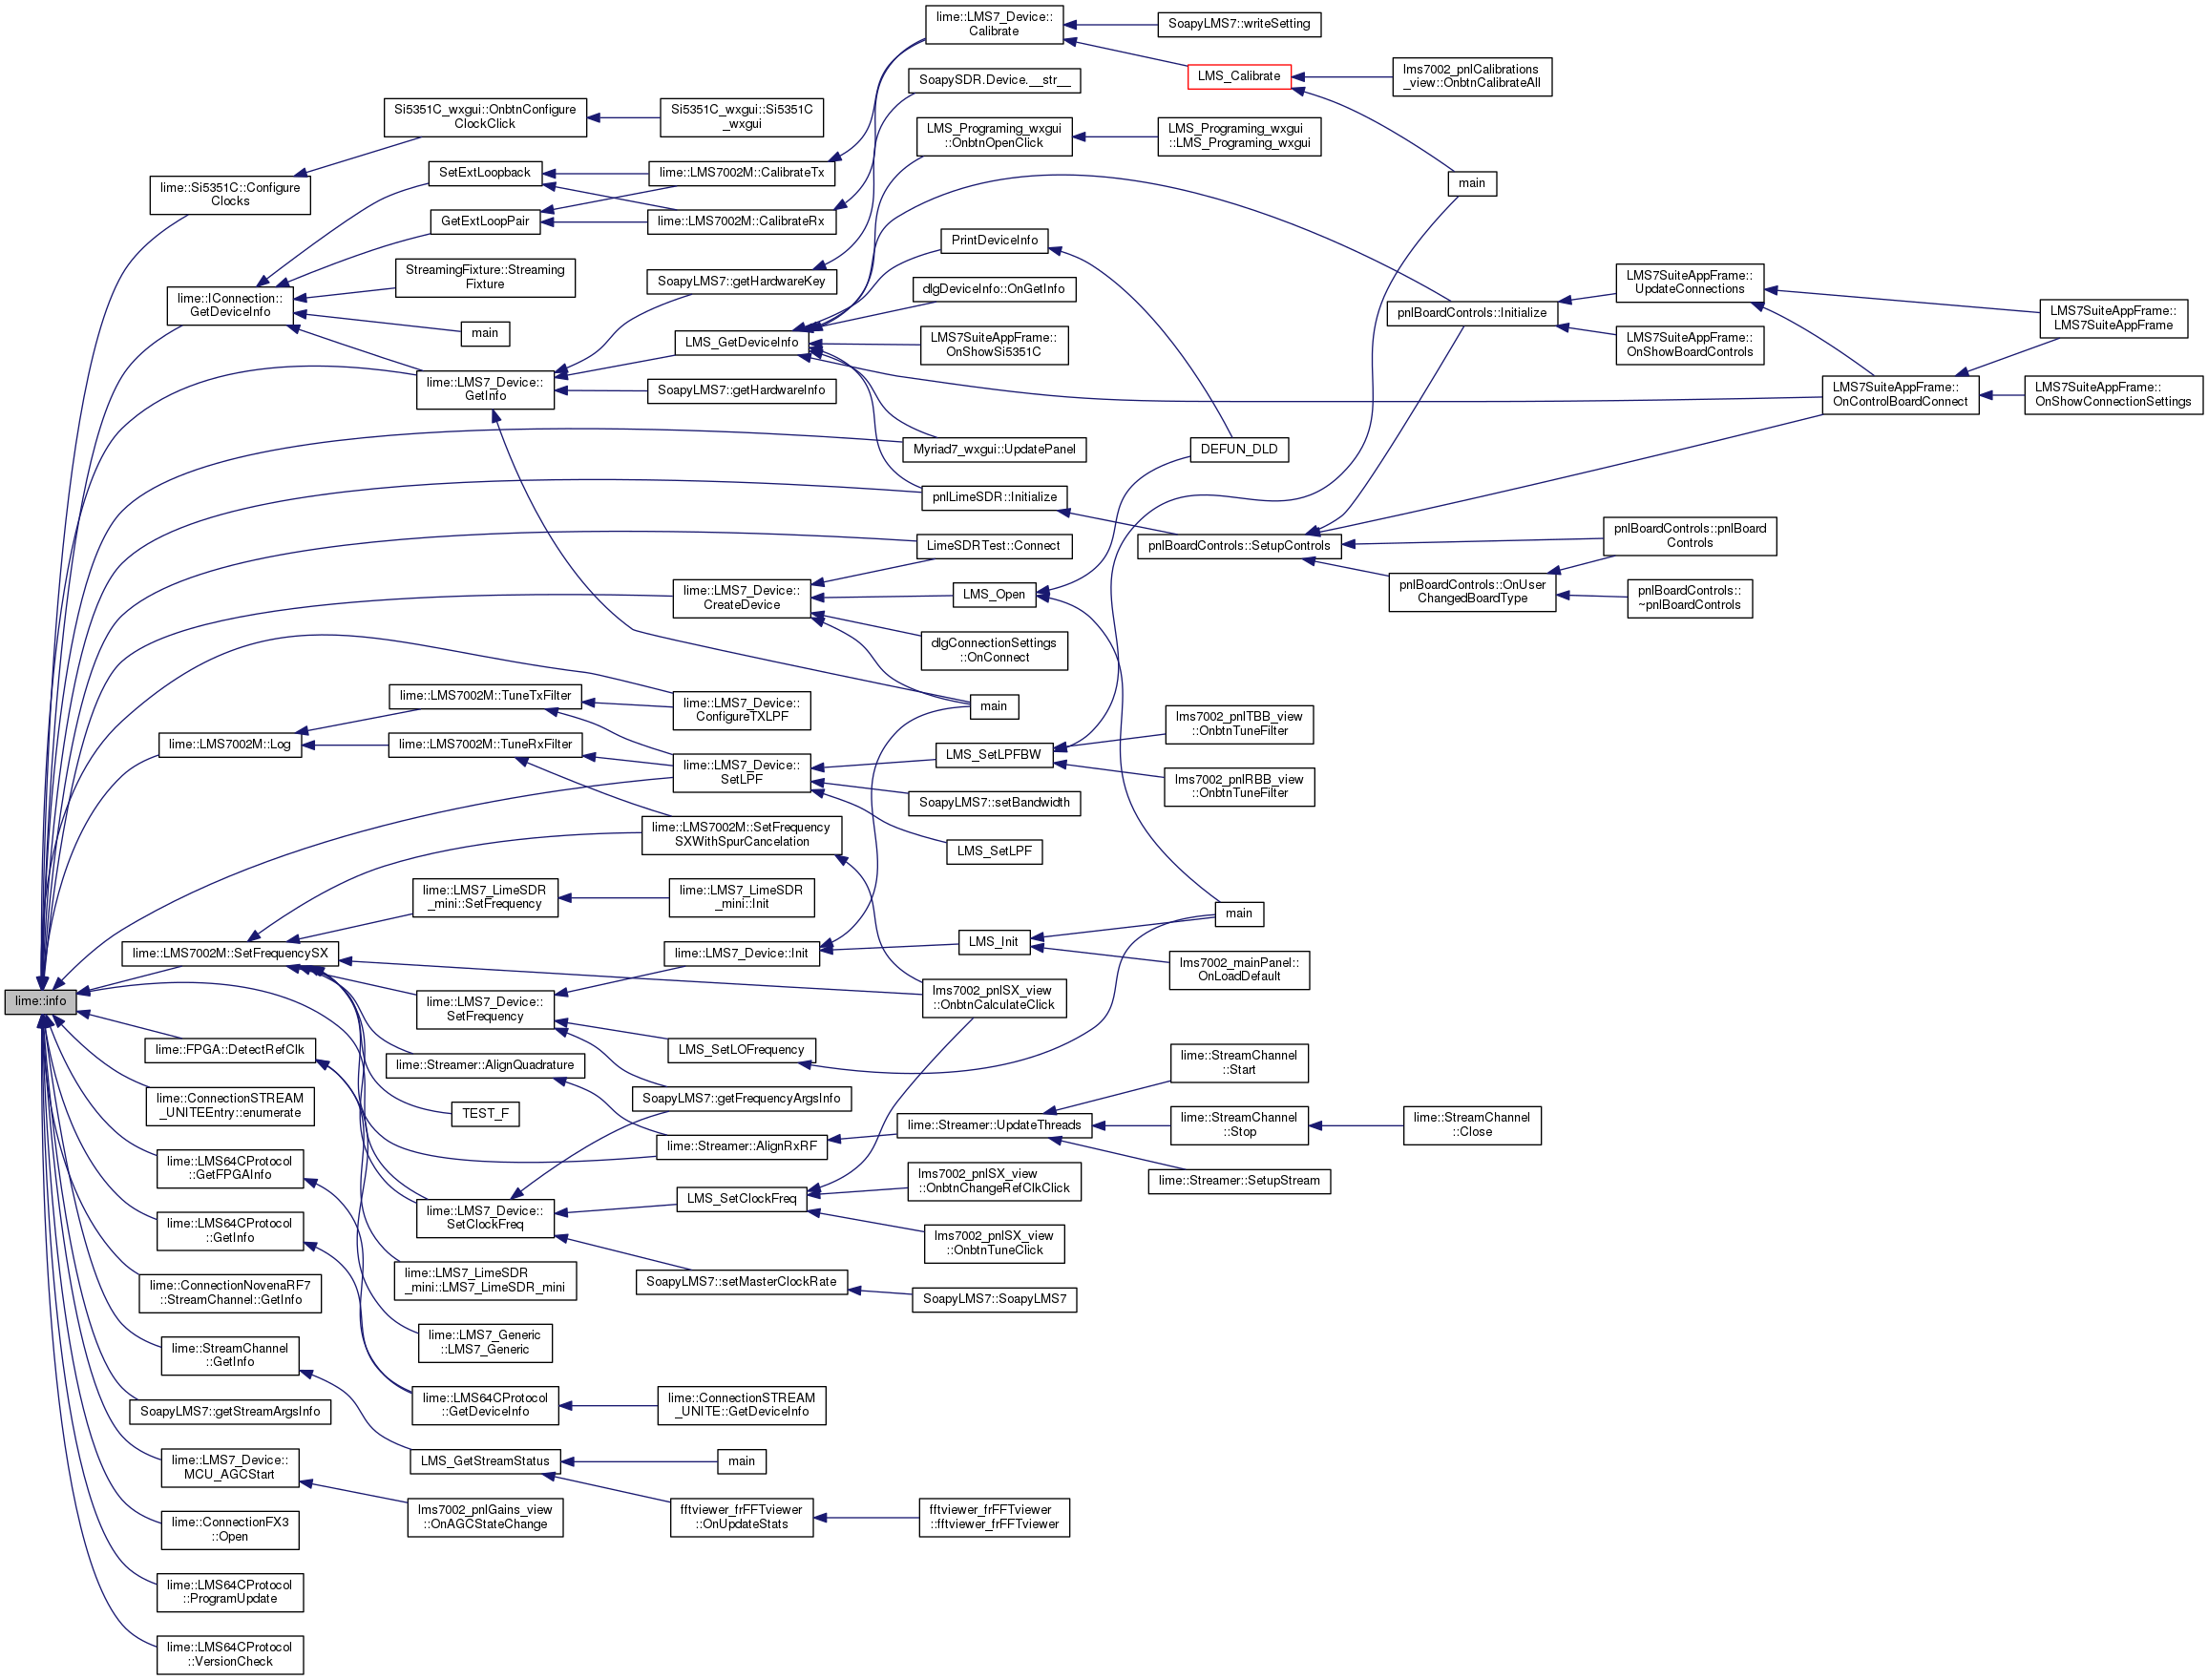 lime::info
lime::Si5351C::Configure
Clocks
Si5351C_wxgui::OnbtnConfigure
ClockClick
Si5351C_wxgui::Si5351C
_wxgui
lime::IConnection::
GetDeviceInfo
SetExtLoopback
GetExtLoopPair
StreamingFixture::Streaming
Fixture
main
lime::LMS7002M::CalibrateTx
lime::LMS7002M::CalibrateRx
lime::LMS7_Device::
Calibrate
SoapyLMS7::writeSetting
LMS_Calibrate
lms7002_pnlCalibrations
_view::OnbtnCalibrateAll
main
lime::LMS7_Device::
GetInfo
SoapyLMS7::getHardwareKey
SoapySDR.Device.__str__
LMS_GetDeviceInfo
SoapyLMS7::getHardwareInfo
LMS_Programing_wxgui
::OnbtnOpenClick
LMS_Programing_wxgui
::LMS_Programing_wxgui
PrintDeviceInfo
dlgDeviceInfo::OnGetInfo
LMS7SuiteAppFrame::
OnShowSi5351C
Myriad7_wxgui::UpdatePanel
pnlLimeSDR::Initialize
DEFUN_DLD
pnlBoardControls::Initialize
LMS7SuiteAppFrame::
UpdateConnections
LMS7SuiteAppFrame::
OnShowBoardControls
LMS7SuiteAppFrame::
LMS7SuiteAppFrame
LMS7SuiteAppFrame::
OnControlBoardConnect
LMS7SuiteAppFrame::
OnShowConnectionSettings
pnlBoardControls::SetupControls
pnlBoardControls::pnlBoard
Controls
pnlBoardControls::OnUser
ChangedBoardType
pnlBoardControls::
~pnlBoardControls
LimeSDRTest::Connect
lime::LMS7_Device::
CreateDevice
LMS_Open
dlgConnectionSettings
::OnConnect
main
lime::LMS7002M::Log
lime::LMS7002M::TuneTxFilter
lime::LMS7002M::TuneRxFilter
lime::LMS7_Device::
ConfigureTXLPF
lime::LMS7_Device::
SetLPF
LMS_SetLPFBW
SoapyLMS7::setBandwidth
LMS_SetLPF
lms7002_pnlTBB_view
::OnbtnTuneFilter
lms7002_pnlRBB_view
::OnbtnTuneFilter
lime::LMS7002M::SetFrequency
SXWithSpurCancelation
lime::LMS7002M::SetFrequencySX
lime::LMS7_LimeSDR
_mini::SetFrequency
lime::LMS7_LimeSDR
_mini::Init
lime::LMS7_Device::
SetFrequency
lime::LMS7_Device::Init
LMS_Init
main
lms7002_mainPanel::
OnLoadDefault
lms7002_pnlSX_view
::OnbtnCalculateClick
LMS_SetLOFrequency
SoapyLMS7::getFrequencyArgsInfo
lime::FPGA::DetectRefClk
lime::Streamer::AlignQuadrature
TEST_F
lime::Streamer::AlignRxRF
lime::Streamer::UpdateThreads
lime::StreamChannel
::Start
lime::StreamChannel
::Stop
lime::StreamChannel
::Close
lime::Streamer::SetupStream
lime::LMS7_Device::
SetClockFreq
LMS_SetClockFreq
lms7002_pnlSX_view
::OnbtnChangeRefClkClick
lms7002_pnlSX_view
::OnbtnTuneClick
SoapyLMS7::setMasterClockRate
SoapyLMS7::SoapyLMS7
lime::LMS7_LimeSDR
_mini::LMS7_LimeSDR_mini
lime::LMS7_Generic
::LMS7_Generic
lime::ConnectionSTREAM
_UNITEEntry::enumerate
lime::LMS64CProtocol
::GetFPGAInfo
lime::LMS64CProtocol
::GetInfo
lime::LMS64CProtocol
::GetDeviceInfo
lime::ConnectionSTREAM
_UNITE::GetDeviceInfo
lime::ConnectionNovenaRF7
::StreamChannel::GetInfo
lime::StreamChannel
::GetInfo
SoapyLMS7::getStreamArgsInfo
LMS_GetStreamStatus
main
fftviewer_frFFTviewer
::OnUpdateStats
fftviewer_frFFTviewer
::fftviewer_frFFTviewer
lime::LMS7_Device::
MCU_AGCStart
lms7002_pnlGains_view
::OnAGCStateChange
lime::ConnectionFX3
::Open
lime::LMS64CProtocol
::ProgramUpdate
lime::LMS64CProtocol
::VersionCheck